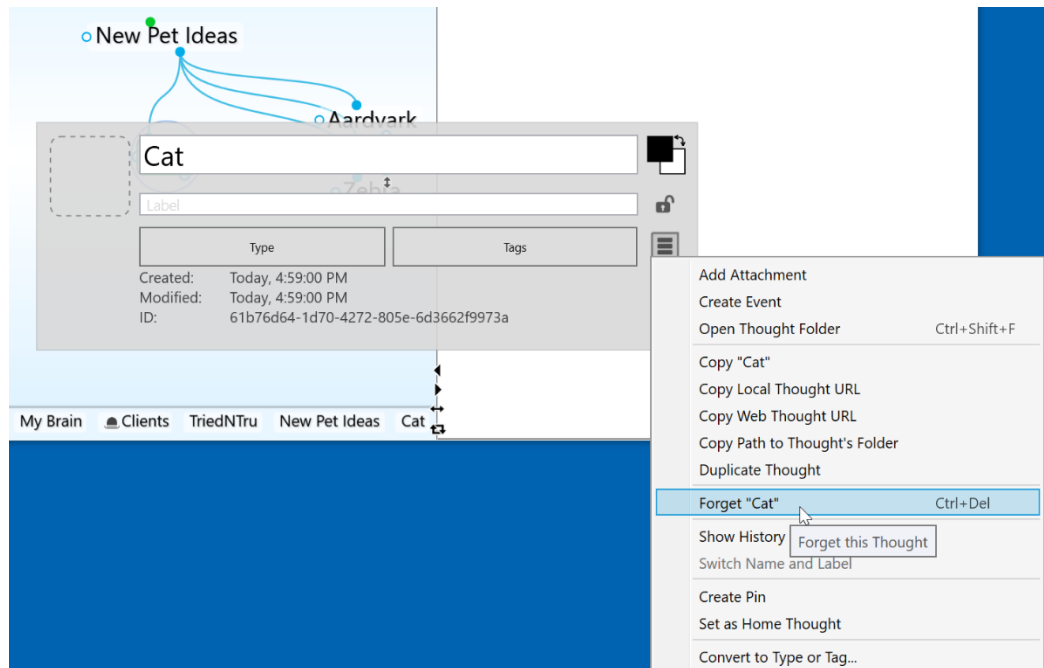 New Pet Ideas
Aardvark
Cat
Zebra
Label
Type Tags
Created: Today, 4:59:00 PM
Modified: Today, 4:59:00 PM
ID: 61b76d64-1d70-4272-805e-6d3662f9973a
My Brain Clients TriedNTru New Pet Ideas Cat
Add Attachment
Create Event
Open Thought Folder Ctrl+Shift+F
Copy "Cat"
Copy Local Thought URL
Copy Web Thought URL
Copy Path to Thought's Folder
Duplicate Thought
Forget "Cat" Ctrl+Del
Show History
Forget this Thought
Switch Name and Label
Create Pin
Set as Home Thought
Convert to Type or Tag...